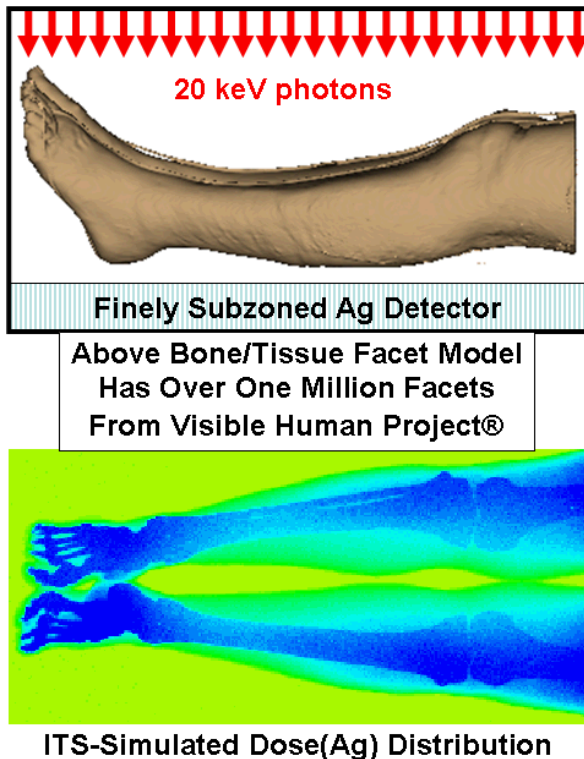 20 keV photons
Finely Subzoned Ag Detector
Above Bone/Tissue Facet Model
Has Over One Million Facets
From Visible Human Project®
ITS-Simulated Dose(Ag) Distribution